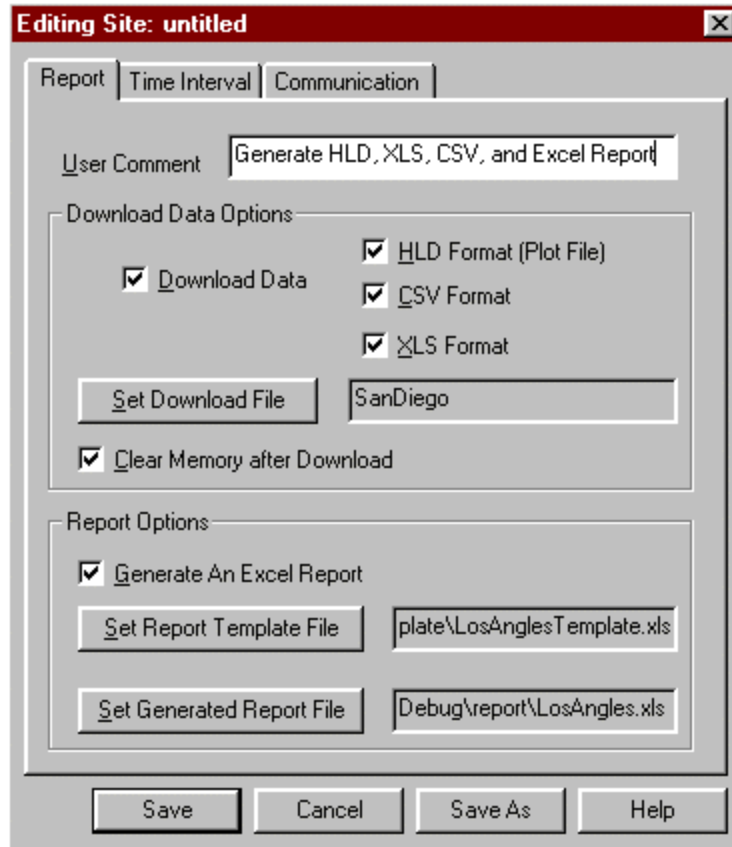 Editing Site: untitled
Report Time Interval Communication
User Comment Generate HLD, XLS, CSV, and Excel Report
Download Data Options
HLD Format (Plot File)
Download Data
CSV Format
XLS Format
Set Download File SanDiego
Clear Memory after Download
Report Options
Generate An Excel Report
Set Report Template File plate\LosAnglesTemplate.xls
Set Generated Report File Debug\report\LosAngles.xls
Save Cancel Save As Help